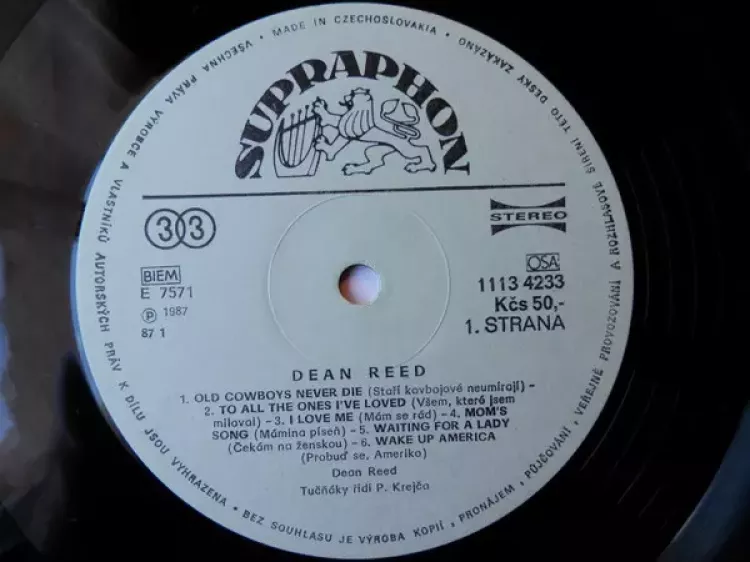 VŠECHNA PRÁVA VÝROBCE A VLASTNÍKŮ AUTORSKÝCH PRÁV K DÍLU JSOU VYHRAZENA • BEZ SOUHLASU JE VÝROBA KOPIÍ, PRONÁJEM, PŮJČOVÁNÍ, VEŘEJNÉ PROVOZOVÁNÍ A ROZHLASOVÉ ŠÍŘENÍ TÉTO DESKY ZAKÁZÁNO • MADE IN CZECHOSLOVAKIA •
SUPRAPHON
33
STEREO
BIEM
E 7571
℗ 1987
87 1
OSA
1113 4233
Kčs 50,-
1. STRANA
DEAN REED
1. OLD COWBOYS NEVER DIE (Staří kovbojové neumírají) –
2. TO ALL THE ONES I'VE LOVED (Všem, které jsem
miloval) – 3. I LOVE ME (Mám se rád) – 4. MOM'S
SONG (Mámina píseň) – 5. WAITING FOR A LADY
(Čekám na ženskou) – 6. WAKE UP AMERICA
(Probuď se, Ameriko)
Dean Reed
Tučňáky řídí P. Krejča